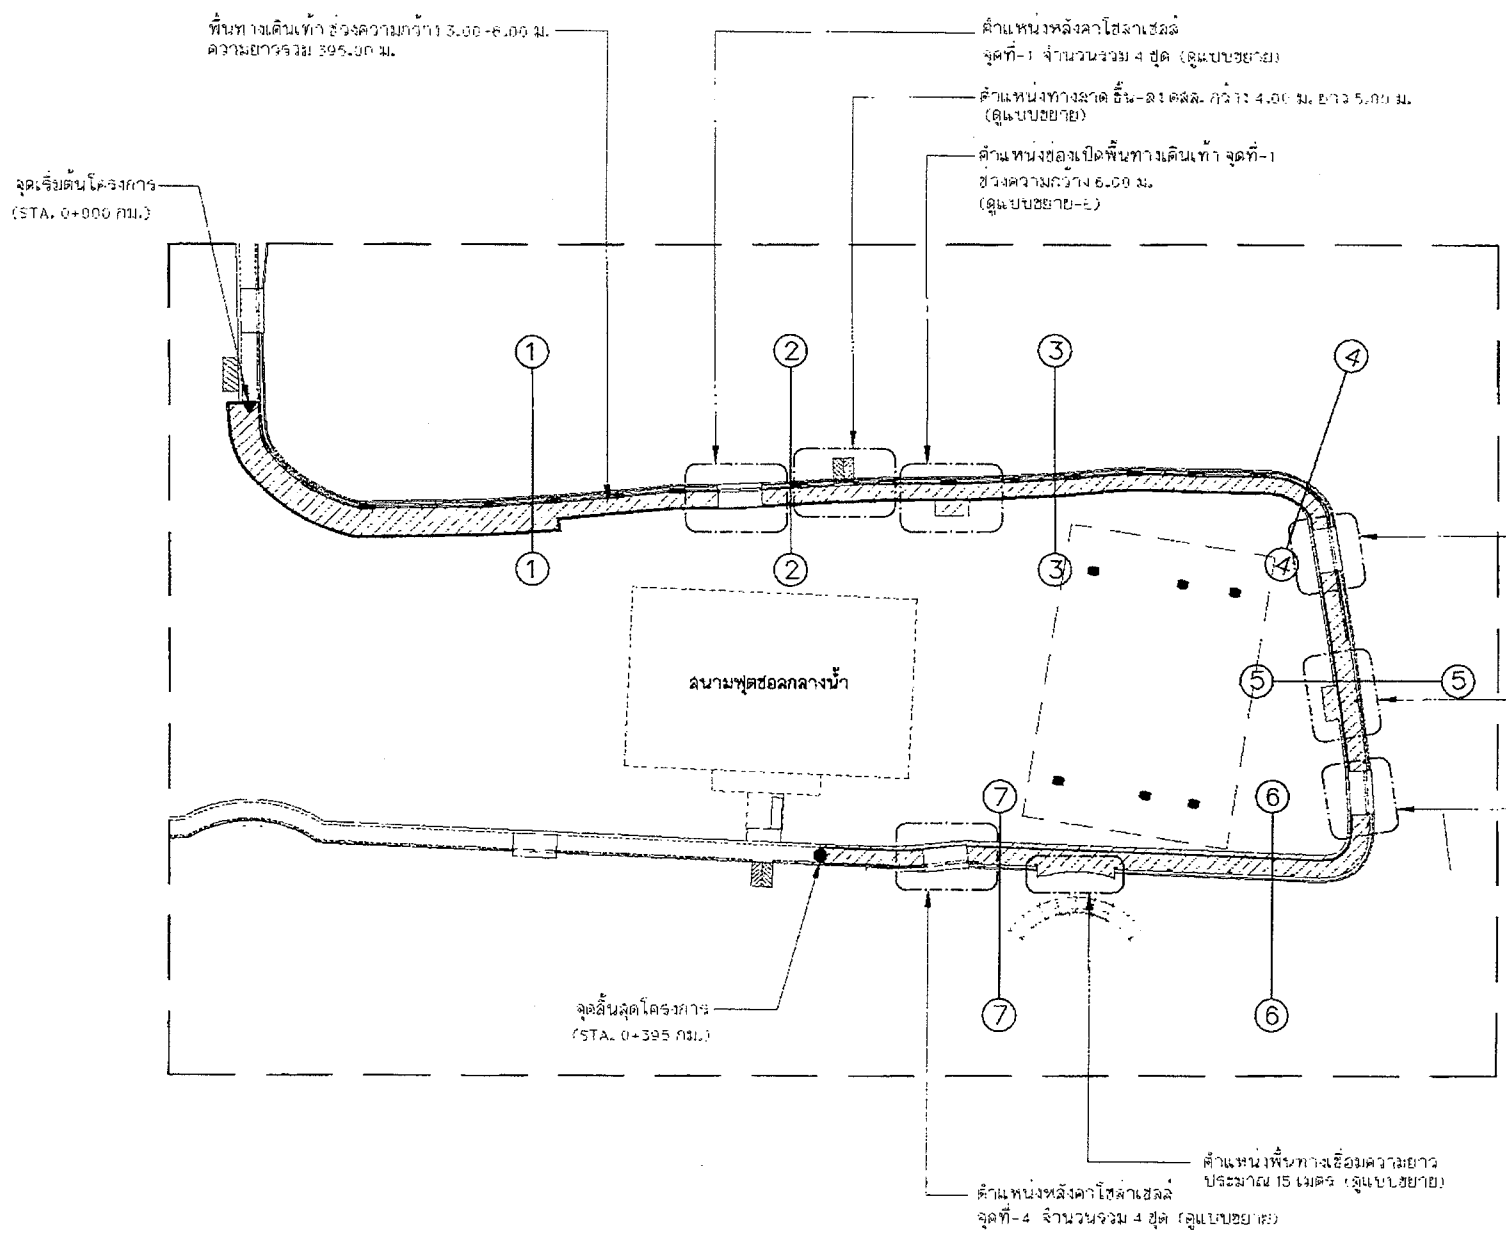 พื้นทางเดินเท้า ช่วงความกว้าง 3.00-6.00 ม.
ความยาวรวม 395.00 ม.
ตำแหน่งหลังคาโซล่าเซลล์
จุดที่-1 จำนวนรวม 4 ชุด (ดูแบบขยาย)
ตำแหน่งทางลาด ขึ้น-ลง คสล. กว้าง 4.00 ม. ยาว 5.00 ม.
(ดูแบบขยาย)
ตำแหน่งช่องเปิดพื้นทางเดินเท้า จุดที่-1
ช่วงความกว้าง 6.00 ม.
(ดูแบบขยาย-
จุดเริ่มต้นโครงการ
(STA. 0+000 กม.)
1
2
3
4
1
2
3
4
สนามฟุตซอลกลางน้ำ
5
5
7
6
7
6
จุดสิ้นสุดโครงการ
(STA. 0+395 กม.)
ตำแหน่งพื้นทางเชื่อมความยาว
ประมาณ 15 เมตร (ดูแบบขยาย)
ตำแหน่งหลังคาโซล่าเซลล์
จุดที่-4 จำนวนรวม 4 ชุด (ดูแบบขยาย)